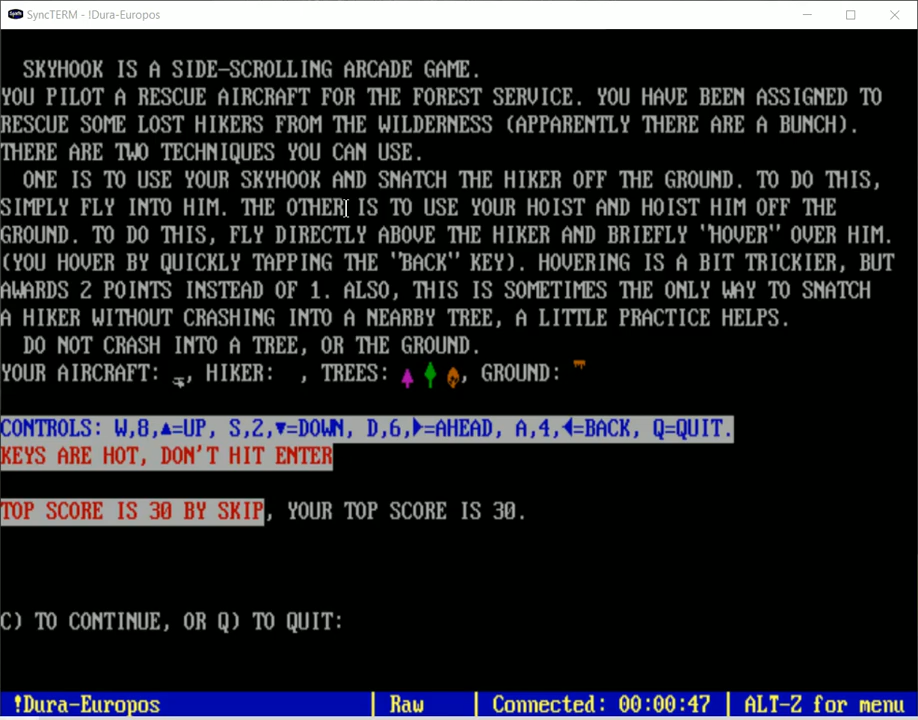 SyncTERM - !Dura-Europos
SKYHOOK IS A SIDE-SCROLLING ARCADE GAME.
YOU PILOT A RESCUE AIRCRAFT FOR THE FOREST SERVICE. YOU HAVE BEEN ASSIGNED TO
RESCUE SOME LOST HIKERS FROM THE WILDERNESS (APPARENTLY THERE ARE A BUNCH).
THERE ARE TWO TECHNIQUES YOU CAN USE.
ONE IS TO USE YOUR SKYHOOK AND SNATCH THE HIKER OFF THE GROUND. TO DO THIS,
SIMPLY FLY INTO HIM. THE OTHER IS TO USE YOUR HOIST AND HOIST HIM OFF THE
GROUND. TO DO THIS, FLY DIRECTLY ABOVE THE HIKER AND BRIEFLY "HOVER" OVER HIM.
(YOU HOVER BY QUICKLY TAPPING THE "BACK" KEY). HOVERING IS A BIT TRICKIER, BUT
AWARDS 2 POINTS INSTEAD OF 1. ALSO, THIS IS SOMETIMES THE ONLY WAY TO SNATCH
A HIKER WITHOUT CRASHING INTO A NEARBY TREE, A LITTLE PRACTICE HELPS.
DO NOT CRASH INTO A TREE, OR THE GROUND.
YOUR AIRCRAFT: , HIKER: , TREES: , GROUND:
CONTROLS: W,8,▲=UP, S,2,▼=DOWN, D,6,►=AHEAD, A,4,◄=BACK, Q=QUIT.
KEYS ARE HOT, DON'T HIT ENTER
TOP SCORE IS 30 BY SKIP, YOUR TOP SCORE IS 30.
C) TO CONTINUE, OR Q) TO QUIT:
!Dura-Europos | Raw | Connected: 00:00:47 | ALT-Z for menu